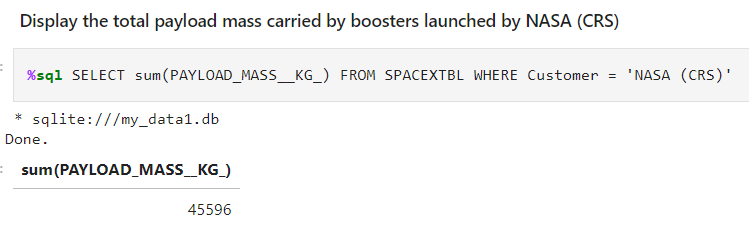 Display the total payload mass carried by boosters launched by NASA (CRS)
%sql SELECT sum(PAYLOAD_MASS__KG_) FROM SPACEXTBL WHERE Customer = 'NASA (CRS)'
* sqlite:///my_data1.db
Done.
sum(PAYLOAD_MASS__KG_)
45596